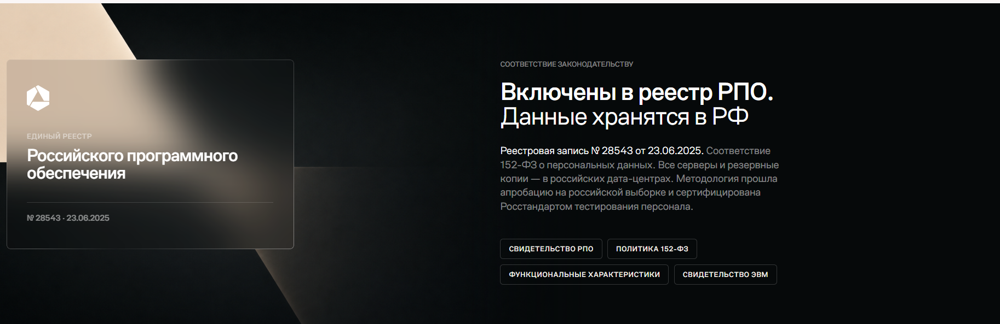 ЕДИНЫЙ РЕЕСТР
Российского программного
обеспечения
№ 28543 · 23.06.2025
СООТВЕТСТВИЕ ЗАКОНОДАТЕЛЬСТВУ
Включены в реестр РПО.
Данные хранятся в РФ
Реестровая запись № 28543 от 23.06.2025. Соответствие
152-ФЗ о персональных данных. Все серверы и резервные
копии — в российских дата-центрах. Методология прошла
апробацию на российской выборке и сертифицирована
Росстандартом тестирования персонала.
СВИДЕТЕЛЬСТВО РПО
ПОЛИТИКА 152-ФЗ
ФУНКЦИОНАЛЬНЫЕ ХАРАКТЕРИСТИКИ
СВИДЕТЕЛЬСТВО ЭВМ